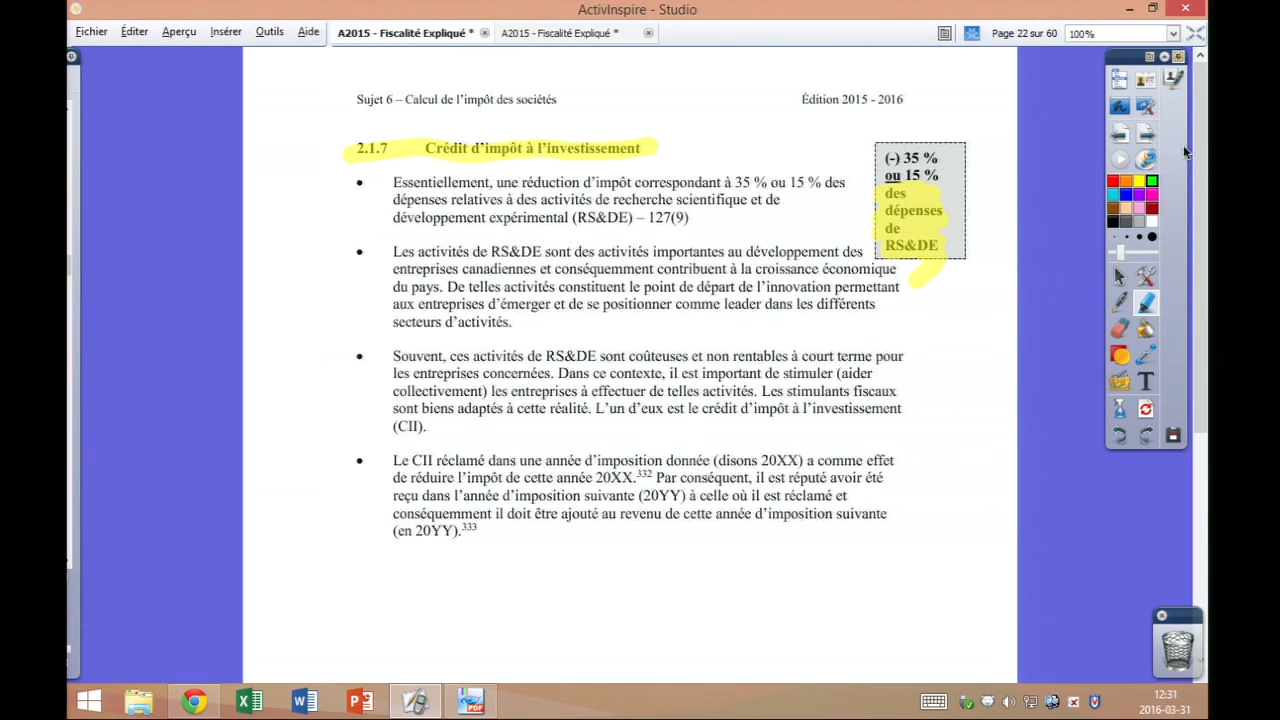 ActivInspire - Studio
Fichier Éditer Aperçu Insérer Outils Aide
A2015 - Fiscalité Expliqué *
A2015 - Fiscalité Expliqué *
Page 22 sur 60
100%
Sujet 6 – Calcul de l’impôt des sociétés
Édition 2015 - 2016
2.1.7 Crédit d’impôt à l’investissement
(-) 35 %
ou 15 %
des
dépenses
de
RS&DE
• Essentiellement, une réduction d’impôt correspondant à 35 % ou 15 % des
dépenses relatives à des activités de recherche scientifique et de
développement expérimental (RS&DE) – 127(9)
• Les activités de RS&DE sont des activités importantes au développement des
entreprises canadiennes et conséquemment contribuent à la croissance économique
du pays. De telles activités constituent le point de départ de l’innovation permettant
aux entreprises d’émerger et de se positionner comme leader dans les différents
secteurs d’activités.
• Souvent, ces activités de RS&DE sont coûteuses et non rentables à court terme pour
les entreprises concernées. Dans ce contexte, il est important de stimuler (aider
collectivement) les entreprises à effectuer de telles activités. Les stimulants fiscaux
sont biens adaptés à cette réalité. L’un d’eux est le crédit d’impôt à l’investissement
(CII).
• Le CII réclamé dans une année d’imposition donnée (disons 20XX) a comme effet
de réduire l’impôt de cette année 20XX.332 Par conséquent, il est réputé avoir été
reçu dans l’année d’imposition suivante (20YY) à celle où il est réclamé et
conséquemment il doit être ajouté au revenu de cette année d’imposition suivante
(en 20YY).333
12:31
2016-03-31